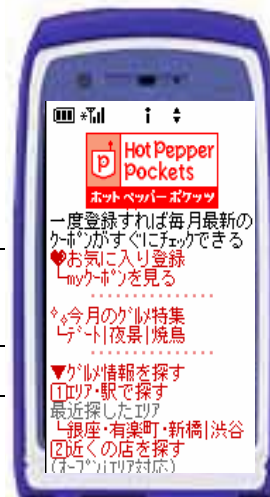 Hot Pepper
Pockets
ホットペッパーポケッツ
一度登録すれば毎月最新の
ｸｰﾎﾟﾝがすぐにﾁｪｯｸできる
♥お気に入り登録
┗myｸｰﾎﾟﾝを見る
今月のｸﾞﾙﾒ特集
┗ﾃﾞｰﾄ|夜景|焼鳥
▼ｸﾞﾙﾒ情報を探す
1ｴﾘｱ・駅で探す
最近探したｴﾘｱ
┗銀座・有楽町・新橋|渋谷
2近くの店を探す
(ｵｰﾌﾟﾝｉｴﾘｱ対応)